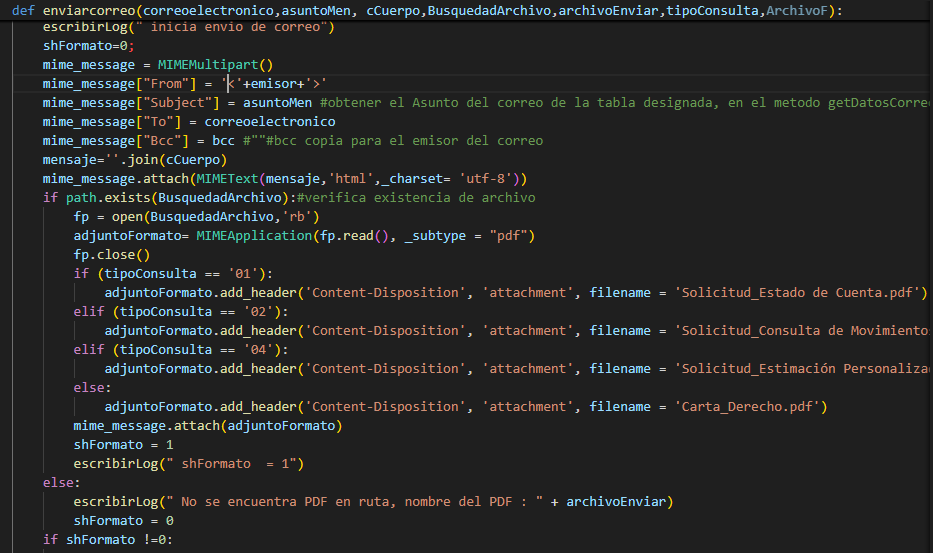 def enviarcorreo(correoelectronico,asuntoMen, cCuerpo,BusquedadArchivo,archivoEnviar,tipoConsulta,ArchivoF):
escribirLog(" inicia envio de correo")
shFormato=0;
mime_message = MIMEMultipart()
mime_message["From"] = '<'+emisor+'>'
mime_message["Subject"] = asuntoMen #obtener el Asunto del correo de la tabla designada, en el metodo getDatosCorre
mime_message["To"] = correoelectronico
mime_message["Bcc"] = bcc #""#bcc copia para el emisor del correo
mensaje=''.join(cCuerpo)
mime_message.attach(MIMEText(mensaje,'html',_charset= 'utf-8'))
if path.exists(BusquedadArchivo):#verifica existencia de archivo
fp = open(BusquedadArchivo,'rb')
adjuntoFormato= MIMEApplication(fp.read(), _subtype = "pdf")
fp.close()
if (tipoConsulta == '01'):
adjuntoFormato.add_header('Content-Disposition', 'attachment', filename = 'Solicitud_Estado de Cuenta.pdf')
elif (tipoConsulta == '02'):
adjuntoFormato.add_header('Content-Disposition', 'attachment', filename = 'Solicitud_Consulta de Movimientos
elif (tipoConsulta == '04'):
adjuntoFormato.add_header('Content-Disposition', 'attachment', filename = 'Solicitud_Estimación Personaliza
else:
adjuntoFormato.add_header('Content-Disposition', 'attachment', filename = 'Carta_Derecho.pdf')
mime_message.attach(adjuntoFormato)
shFormato = 1
escribirLog(" shFormato  = 1")
else:
escribirLog(" No se encuentra PDF en ruta, nombre del PDF : " + archivoEnviar)
shFormato = 0
if shFormato !=0: